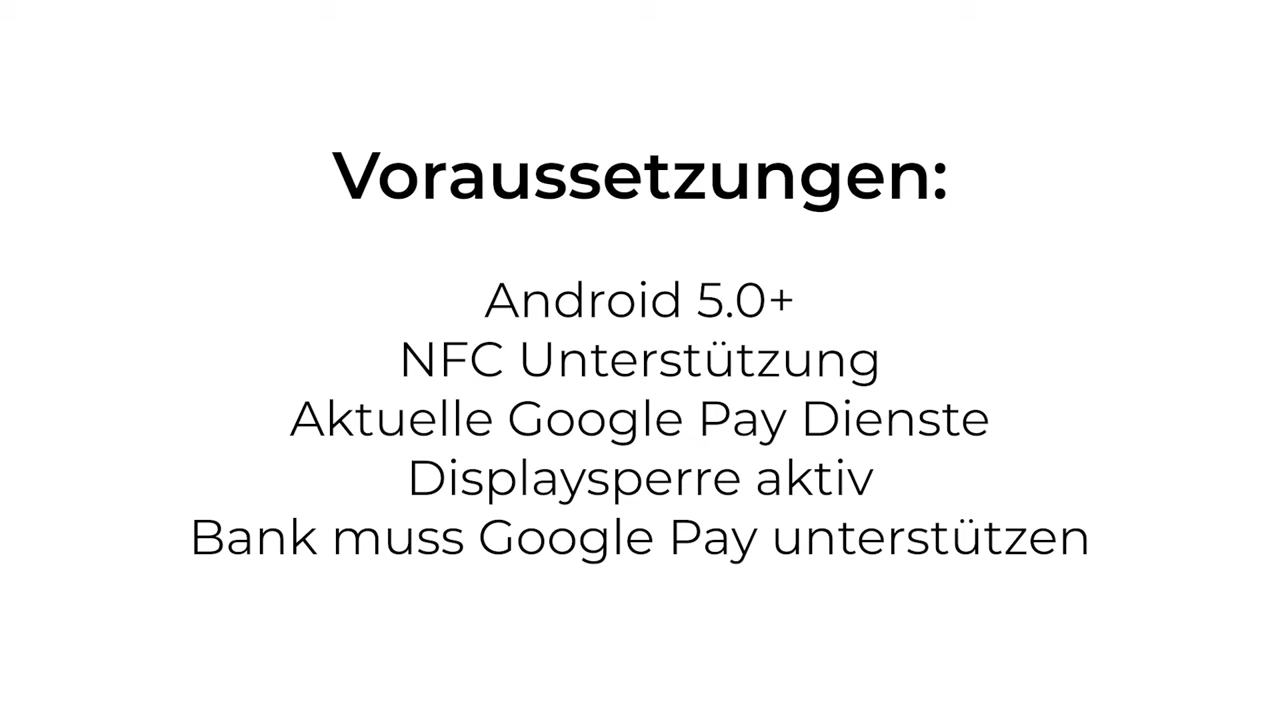 Voraussetzungen:
Android 5.0+
NFC Unterstützung
Aktuelle Google Pay Dienste
Displaysperre aktiv
Bank muss Google Pay unterstützen